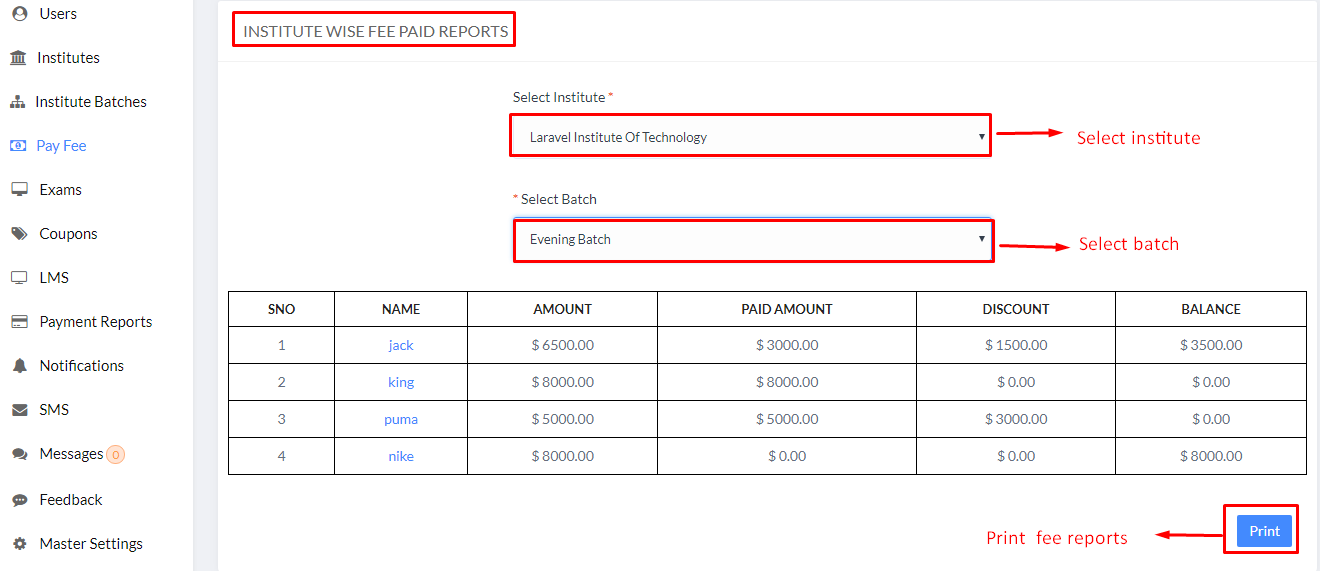 Users
Institutes
Institute Batches
Pay Fee
Exams
Coupons
LMS
Payment Reports
Notifications
SMS
Messages 0
Feedback
Master Settings
INSTITUTE WISE FEE PAID REPORTS
Select Institute *
Laravel Institute Of Technology
Select institute
* Select Batch
Evening Batch
Select batch
SNO NAME AMOUNT PAID AMOUNT DISCOUNT BALANCE
1 jack $ 6500.00 $ 3000.00 $ 1500.00 $ 3500.00
2 king $ 8000.00 $ 8000.00 $ 0.00 $ 0.00
3 puma $ 5000.00 $ 5000.00 $ 3000.00 $ 0.00
4 nike $ 8000.00 $ 0.00 $ 0.00 $ 8000.00
Print fee reports
Print